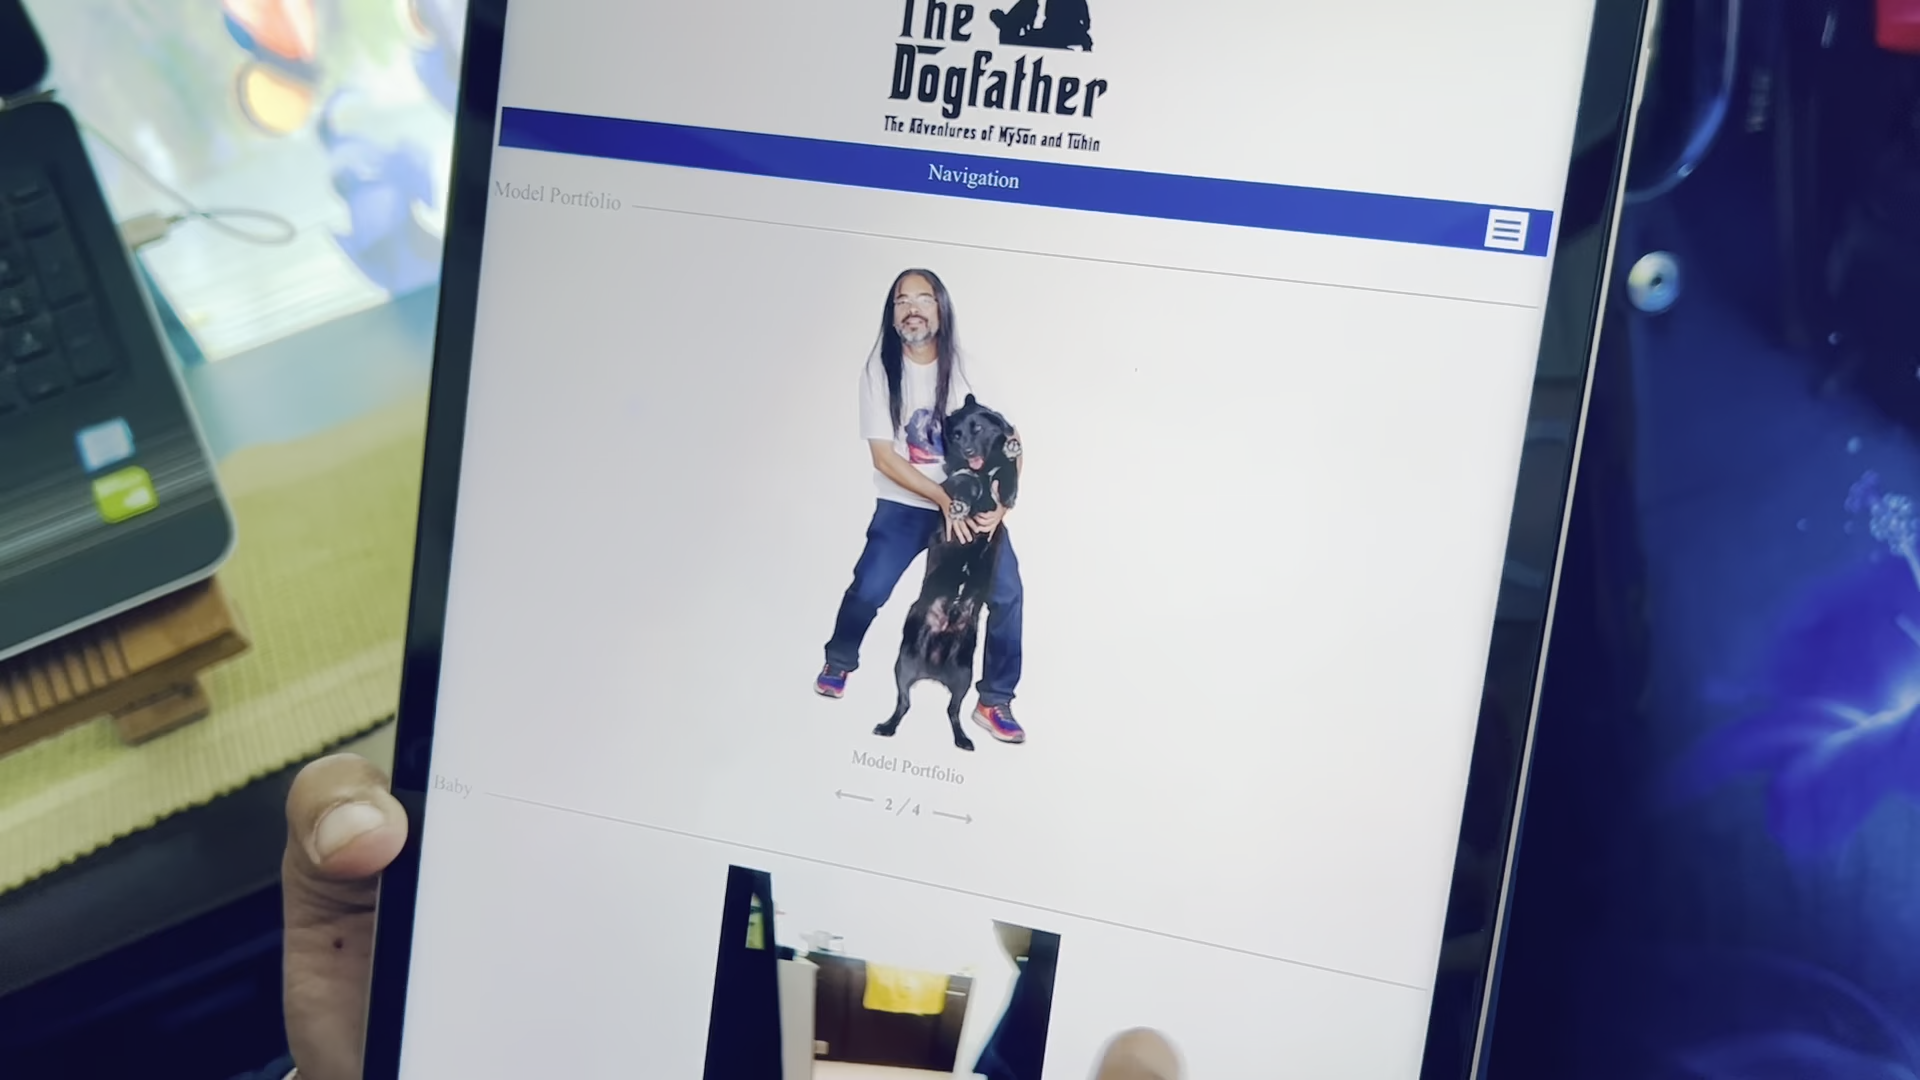 The
Dogfather
The Adventures of MySon and Tuhin
Navigation
Model Portfolio
Model Portfolio
2 / 4
Baby